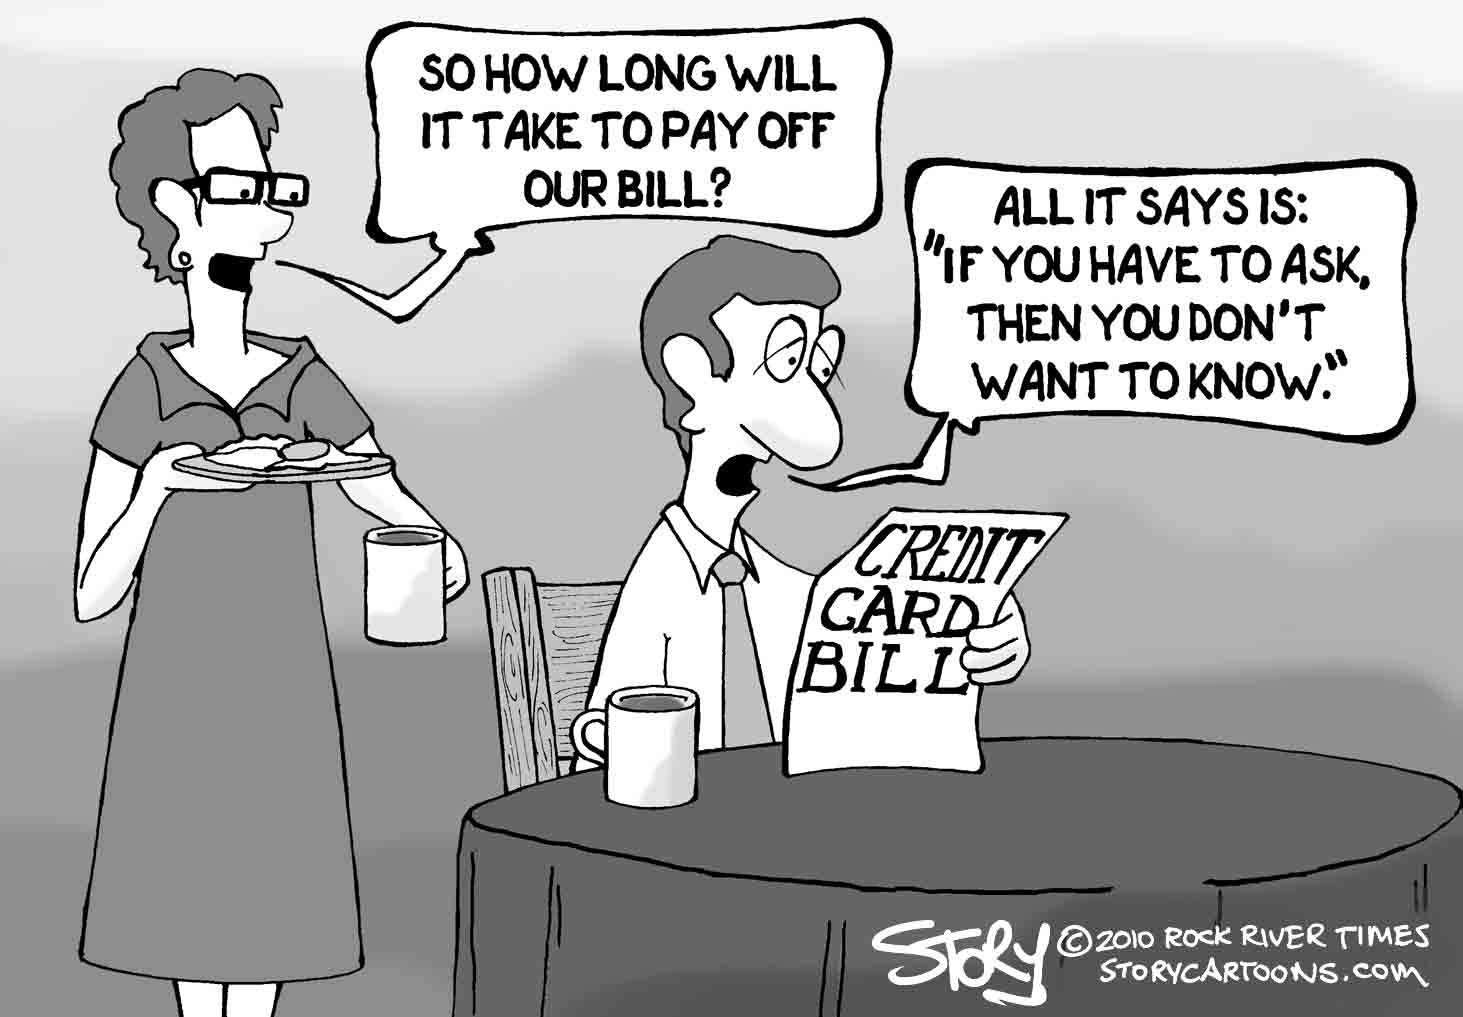 SO HOW LONG WILL
IT TAKE TO PAY OFF
OUR BILL?
ALL IT SAYS IS:
"IF YOU HAVE TO ASK,
THEN YOU DON'T
WANT TO KNOW."
CREDIT
CARD
BILL
STORY
©2010 ROCK RIVER TIMES
STORYCARTOONS.COM